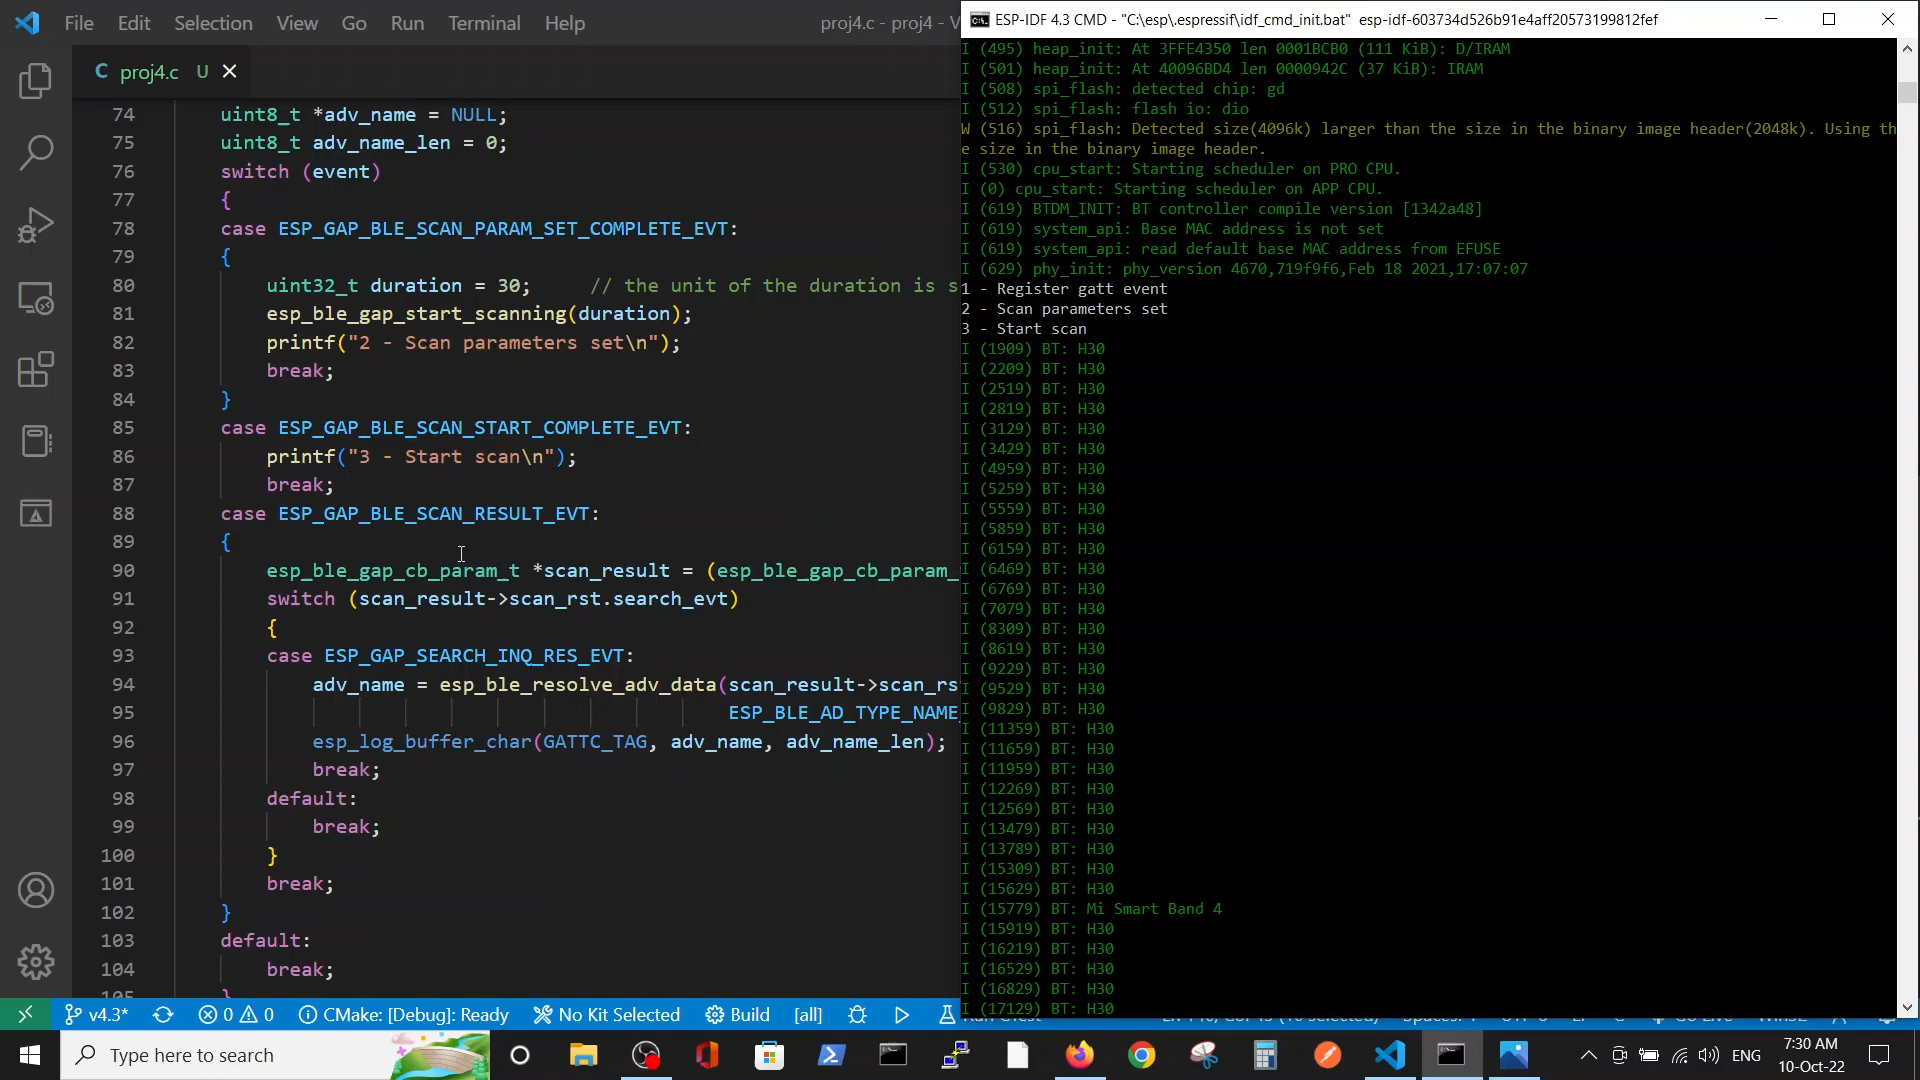 File Edit Selection View Go Run Terminal Help
proj4.c - proj4 - V
C proj4.c U
74 uint8_t *adv_name = NULL;
75 uint8_t adv_name_len = 0;
76 switch (event)
77 {
78 case ESP_GAP_BLE_SCAN_PARAM_SET_COMPLETE_EVT:
79 {
80 uint32_t duration = 30; // the unit of the duration is s
81 esp_ble_gap_start_scanning(duration);
82 printf("2 - Scan parameters set\n");
83 break;
84 }
85 case ESP_GAP_BLE_SCAN_START_COMPLETE_EVT:
86 printf("3 - Start scan\n");
87 break;
88 case ESP_GAP_BLE_SCAN_RESULT_EVT:
89 {
90 esp_ble_gap_cb_param_t *scan_result = (esp_ble_gap_cb_param_
91 switch (scan_result->scan_rst.search_evt)
92 {
93 case ESP_GAP_SEARCH_INQ_RES_EVT:
94 adv_name = esp_ble_resolve_adv_data(scan_result->scan_rs
95 ESP_BLE_AD_TYPE_NAME_
96 esp_log_buffer_char(GATTC_TAG, adv_name, adv_name_len);
97 break;
98 default:
99 break;
100 }
101 break;
102 }
103 default:
104 break;
105 }
ESP-IDF 4.3 CMD - "C:\esp\.espressif\idf_cmd_init.bat" esp-idf-603734d526b91e4aff20573199812fef
I (495) heap_init: At 3FFE4350 len 0001BCB0 (111 KiB): D/IRAM
I (501) heap_init: At 40096BD4 len 0000942C (37 KiB): IRAM
I (508) spi_flash: detected chip: gd
I (512) spi_flash: flash io: dio
W (516) spi_flash: Detected size(4096k) larger than the size in the binary image header(2048k). Using th
e size in the binary image header.
I (530) cpu_start: Starting scheduler on PRO CPU.
I (0) cpu_start: Starting scheduler on APP CPU.
I (619) BTDM_INIT: BT controller compile version [1342a48]
I (619) system_api: Base MAC address is not set
I (619) system_api: read default base MAC address from EFUSE
I (629) phy_init: phy_version 4670,719f9f6,Feb 18 2021,17:07:07
1 - Register gatt event
2 - Scan parameters set
3 - Start scan
I (1909) BT: H30
I (2209) BT: H30
I (2519) BT: H30
I (2819) BT: H30
I (3129) BT: H30
I (3429) BT: H30
I (4959) BT: H30
I (5259) BT: H30
I (5559) BT: H30
I (5859) BT: H30
I (6159) BT: H30
I (6469) BT: H30
I (6769) BT: H30
I (7079) BT: H30
I (8309) BT: H30
I (8619) BT: H30
I (9229) BT: H30
I (9529) BT: H30
I (9829) BT: H30
I (11359) BT: H30
I (11659) BT: H30
I (11959) BT: H30
I (12269) BT: H30
I (12569) BT: H30
I (13479) BT: H30
I (13789) BT: H30
I (15309) BT: H30
I (15629) BT: H30
I (15779) BT: Mi Smart Band 4
I (15919) BT: H30
I (16219) BT: H30
I (16529) BT: H30
I (16829) BT: H30
I (17129) BT: H30
v4.3* 0 0 CMake: [Debug]: Ready No Kit Selected Build [all]
Type here to search
ENG 7:30 AM
10-Oct-22